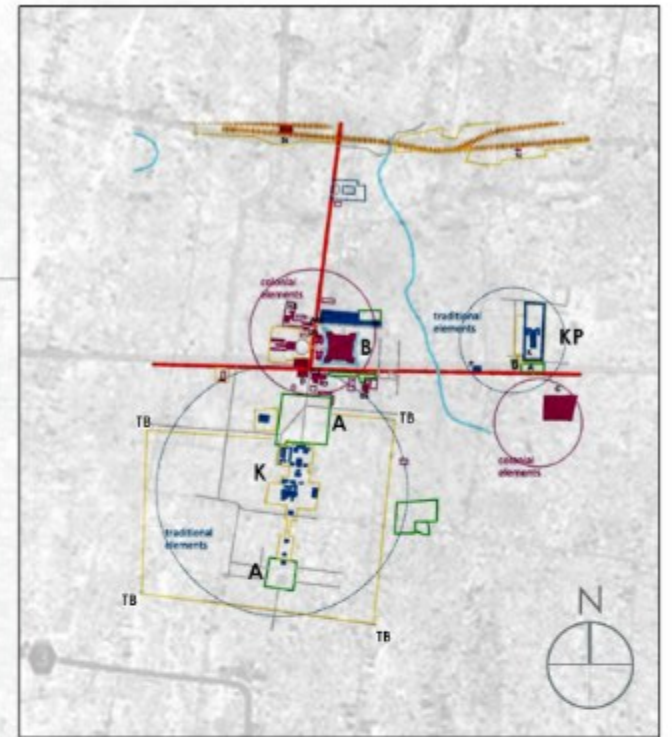 colonial
elements
traditional
elements
KP
B
A
TB
A
TB
K
colonial
elements
traditional
elements
A
TB
TB
N